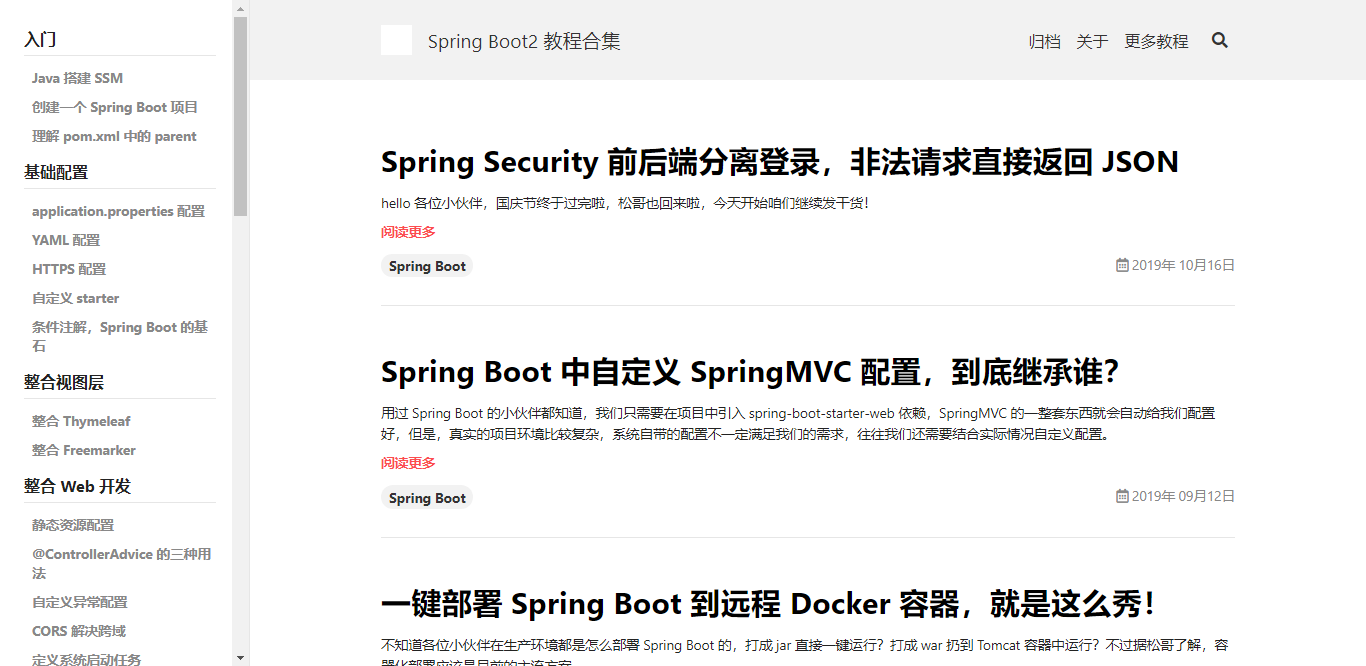 入门
Java 搭建 SSM
创建一个 Spring Boot 项目
理解 pom.xml 中的 parent
基础配置
application.properties 配置
YAML 配置
HTTPS 配置
自定义 starter
条件注解，Spring Boot 的基
石
整合视图层
整合 Thymeleaf
整合 Freemarker
整合 Web 开发
静态资源配置
@ControllerAdvice 的三种用
法
自定义异常配置
CORS 解决跨域
定义系统启动任务
Spring Boot2 教程合集
归档 关于 更多教程
Spring Security 前后端分离登录，非法请求直接返回 JSON
hello 各位小伙伴，国庆节终于过完啦，松哥也回来啦，今天开始咱们继续发干货！
阅读更多
Spring Boot 2019年 10月16日
Spring Boot 中自定义 SpringMVC 配置，到底继承谁？
用过 Spring Boot 的小伙伴都知道，我们只需要在项目中引入 spring-boot-starter-web 依赖，SpringMVC 的一整套东西就会自动给我们配置
好，但是，真实的项目环境比较复杂，系统自带的配置不一定满足我们的需求，往往我们还需要结合实际情况自定义配置。
阅读更多
Spring Boot 2019年 09月12日
一键部署 Spring Boot 到远程 Docker 容器，就是这么秀！
不知道各位小伙伴在生产环境都是怎么部署 Spring Boot 的，打成 jar 直接一键运行？打成 war 扔到 Tomcat 容器中运行？不过据松哥了解，容
器化部署应该是目前的主流方案。